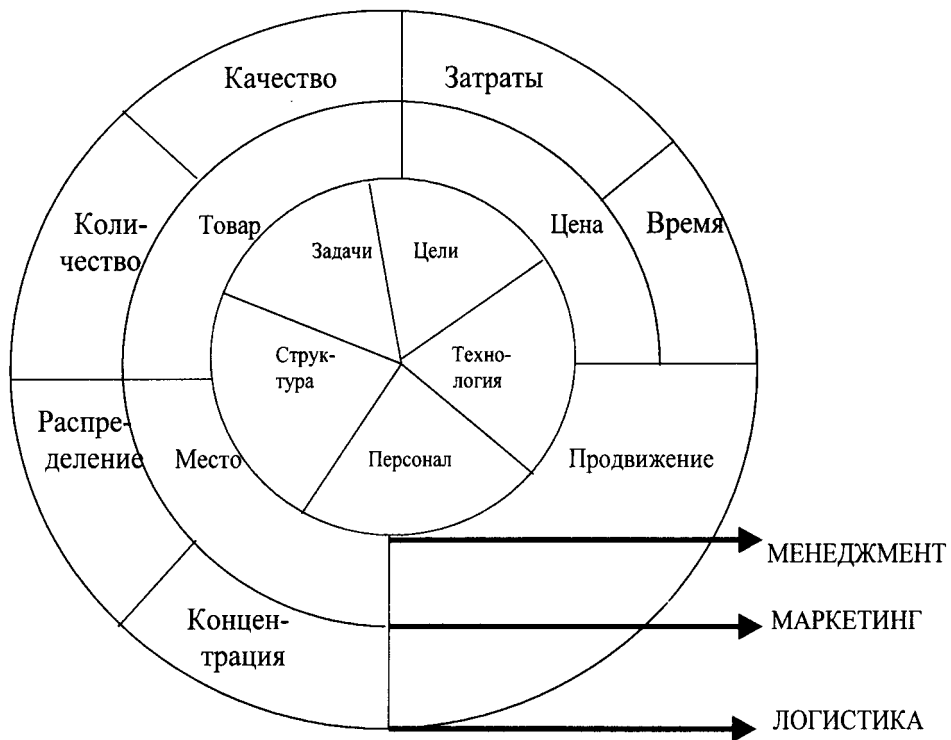 Качество
Затраты
Коли-
чество
Товар
Цена
Время
Задачи
Цели
Струк-
тура
Техно-
логия
Распре-
деление
Место
Персонал
Продвижение
МЕНЕДЖМЕНТ
Концен-
трация
МАРКЕТИНГ
ЛОГИСТИКА